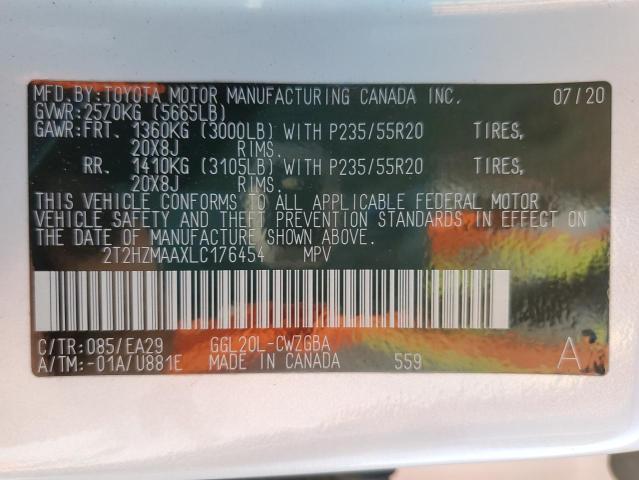 MFD.BY:TOYOTA MOTOR MANUFACTURING CANADA INC. 07/20
GVWR:2570KG (5665LB)
GAWR:FRT. 1360KG (3000LB) WITH P235/55R20 TIRES,
20X8J RIMS.
RR. 1410KG (3105LB) WITH P235/55R20 TIRES,
20X8J RIMS.
THIS VEHICLE CONFORMS TO ALL APPLICABLE FEDERAL MOTOR
VEHICLE SAFETY AND THEFT PREVENTION STANDARDS IN EFFECT ON
THE DATE OF MANUFACTURE SHOWN ABOVE.
2T2HZMAAXLC176454 MPV
C/TR:085/EA29 GGL20L-CWZGBA A
A/TM:-01A/U881E MADE IN CANADA 559